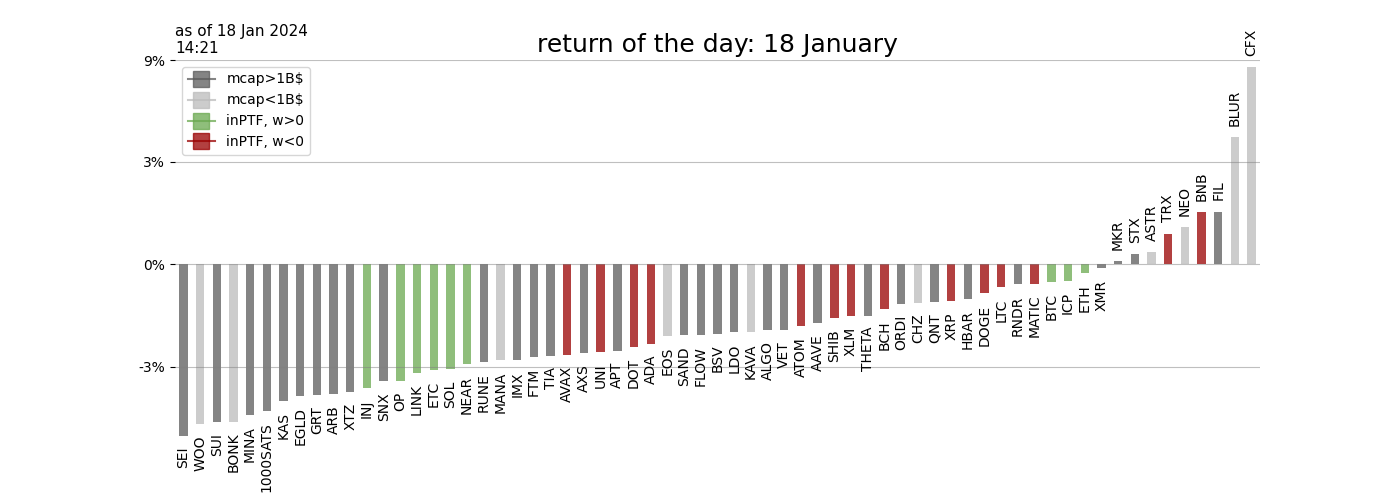 as of 18 Jan 2024
14:21
return of the day: 18 January
9%
3%
0%
-3%
mcap>1B$
mcap<1B$
inPTF, w>0
inPTF, w<0
SEI
WOO
SUI
BONK
MINA
1000SATS
KAS
EGLD
GRT
ARB
XTZ
INJ
SNX
OP
LINK
ETC
SOL
NEAR
RUNE
MANA
IMX
FTM
TIA
AVAX
AXS
UNI
APT
DOT
ADA
EOS
SAND
FLOW
BSV
LDO
KAVA
ALGO
VET
ATOM
AAVE
SHIB
XLM
THETA
BCH
ORDI
CHZ
QNT
XRP
HBAR
DOGE
LTC
RNDR
MATIC
BTC
ICP
ETH
XMR
MKR
STX
ASTR
TRX
NEO
BNB
FIL
BLUR
CFX